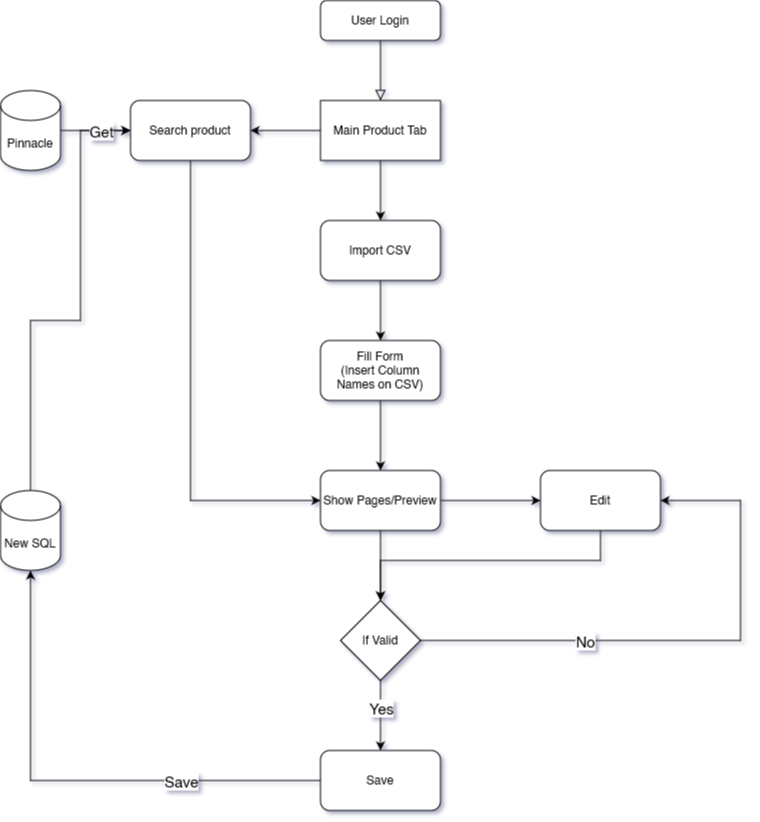 User Login
Pinnacle
Get
Search product
Main Product Tab
Import CSV
Fill Form
(Insert Column
Names on CSV)
Show Pages/Preview
Edit
New SQL
If Valid
No
Yes
Save
Save